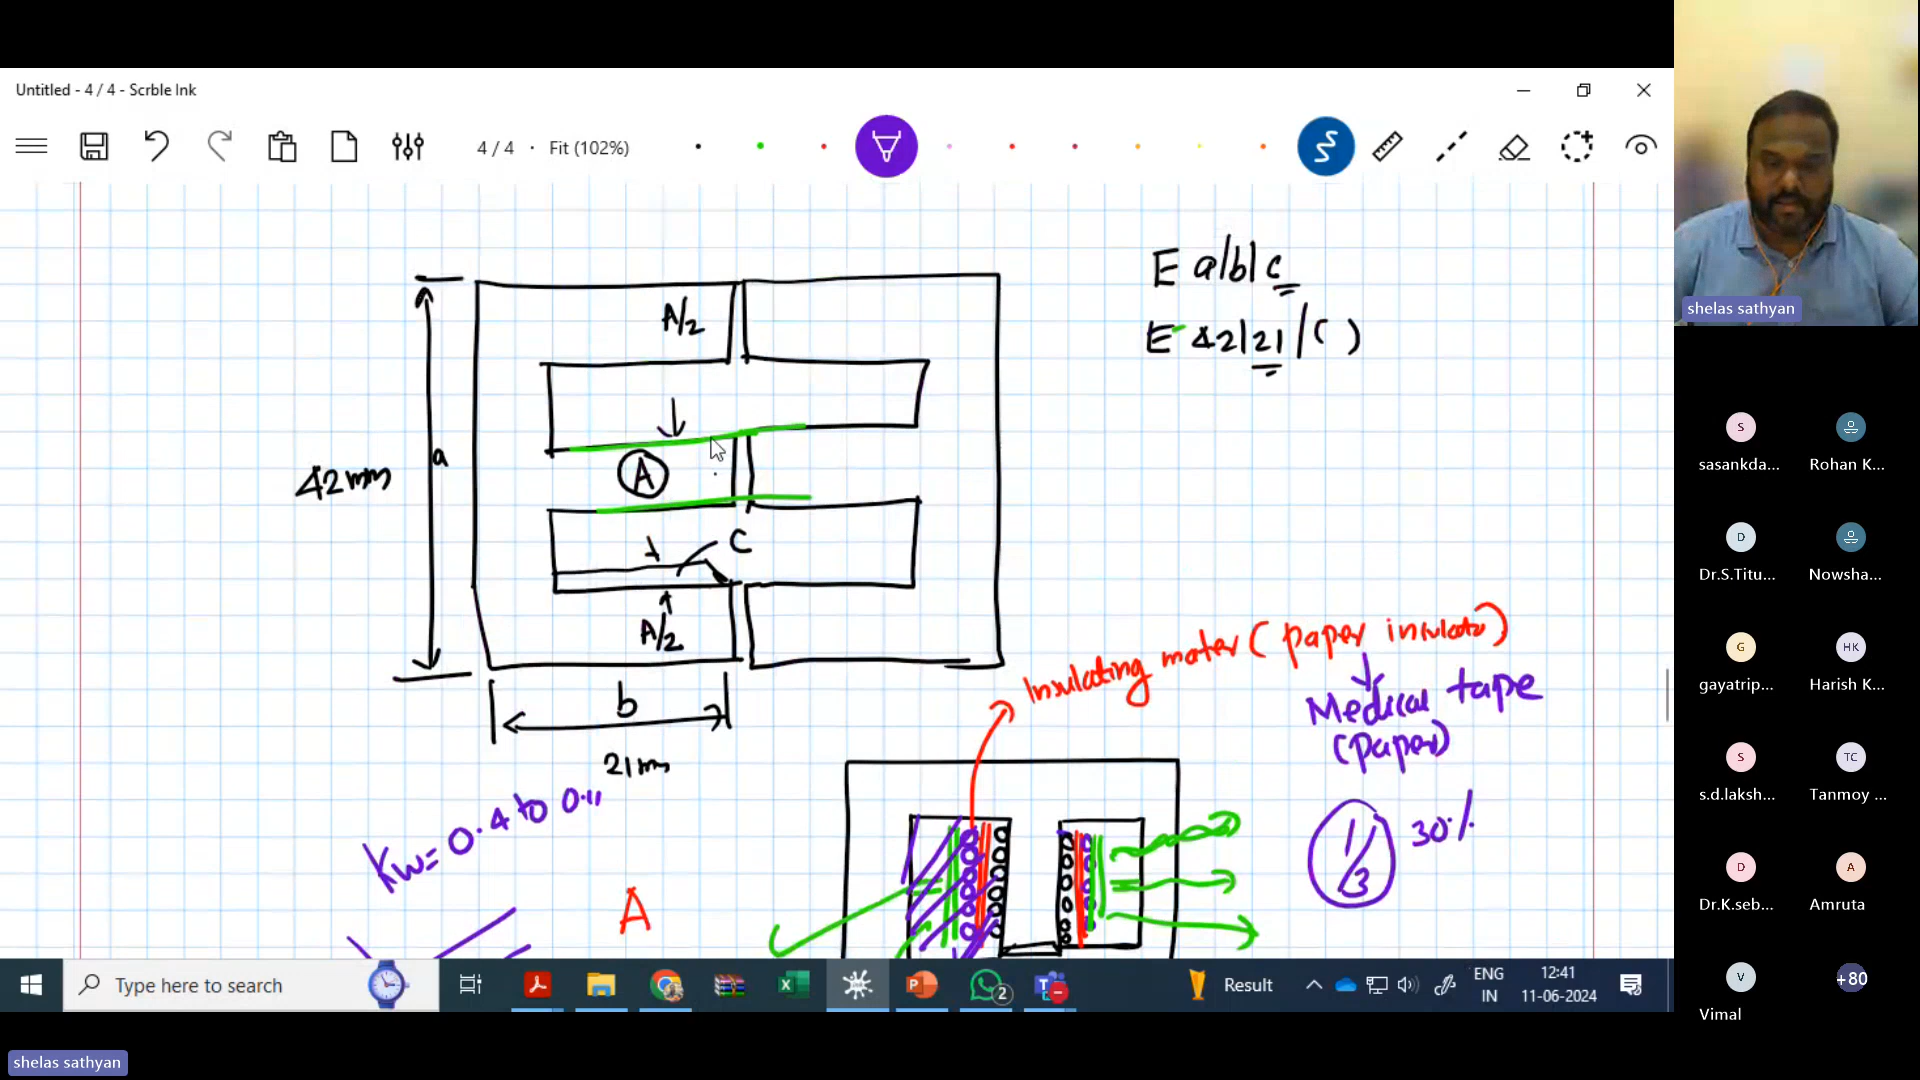 Untitled - 4 / 4 - Scrble Ink
4 / 4 · Fit (102%)
E a/b/c
E 42/21/( )
A/2
a
42mm
A
C
A/2
b
21mm
Insulating mater ( paper insulator)
Medical tape
(paper)
Kw= 0.4 to 0.11
1/3
30%
A
shelas sathyan
sasankda...
Rohan K...
Dr.S.Titu...
Nowsha...
gayatrip...
Harish K...
s.d.laksh...
Tanmoy ...
Dr.K.seb...
Amruta
Vimal
+80
S
D
G
HK
S
TC
D
A
V
Type here to search
2
Result
ENG
IN
12:41
11-06-2024
shelas sathyan